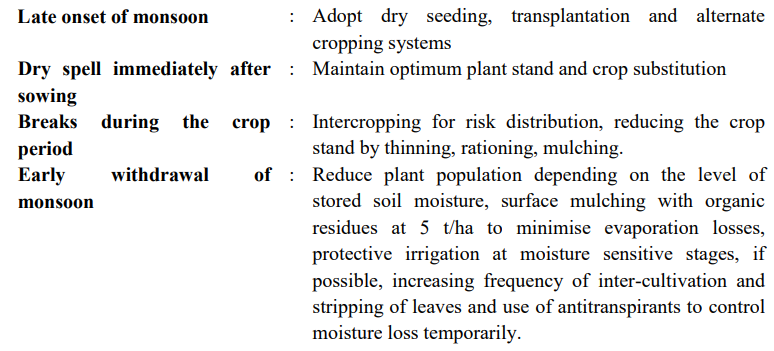 Late onset of monsoon : Adopt dry seeding, transplantation and alternate
cropping systems
Dry spell immediately after : Maintain optimum plant stand and crop substitution
sowing
Breaks during the crop : Intercropping for risk distribution, reducing the crop
period stand by thinning, rationing, mulching.
Early withdrawal of : Reduce plant population depending on the level of
monsoon stored soil moisture, surface mulching with organic
residues at 5 t/ha to minimise evaporation losses,
protective irrigation at moisture sensitive stages, if
possible, increasing frequency of inter-cultivation and
stripping of leaves and use of antitranspirants to control
moisture loss temporarily.